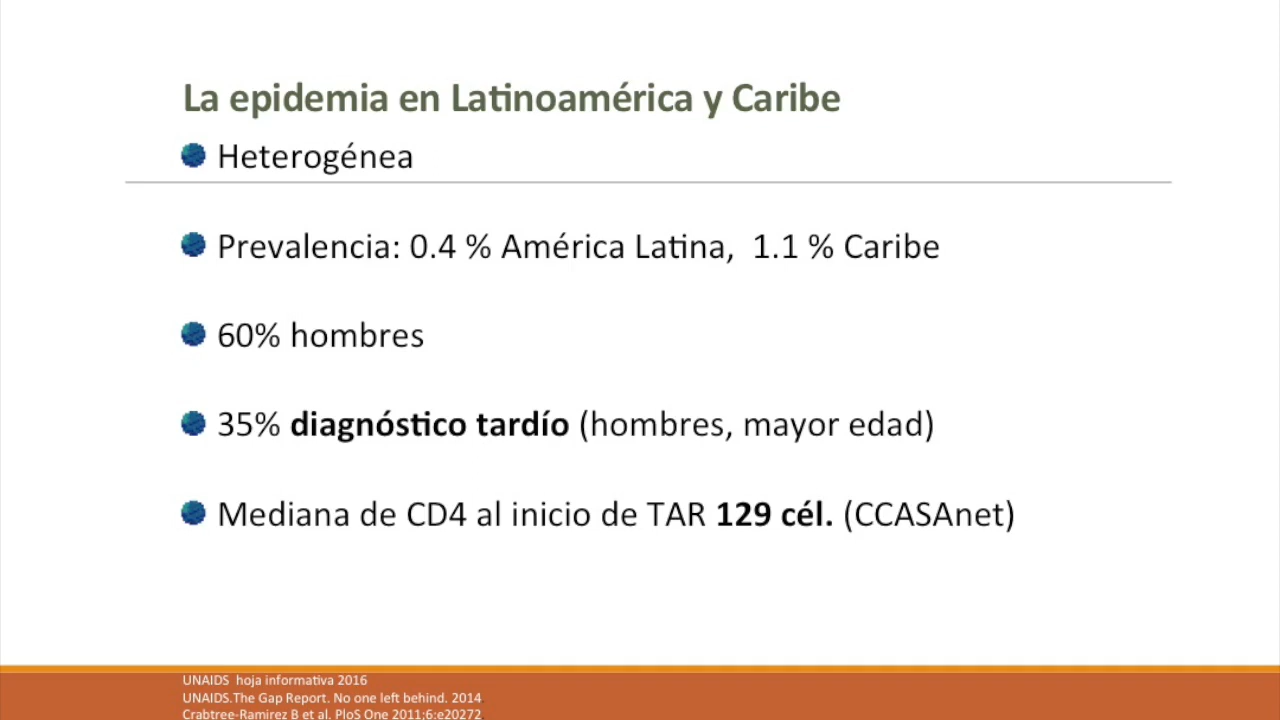 La epidemia en Latinoamérica y Caribe
Heterogénea
Prevalencia: 0.4 % América Latina, 1.1 % Caribe
60% hombres
35% diagnóstico tardío (hombres, mayor edad)
Mediana de CD4 al inicio de TAR 129 cél. (CCASAnet)
UNAIDS hoja informativa 2016
UNAIDS.The Gap Report. No one left behind. 2014
Crabtree-Ramirez B et al. PloS One 2011;6:e20272